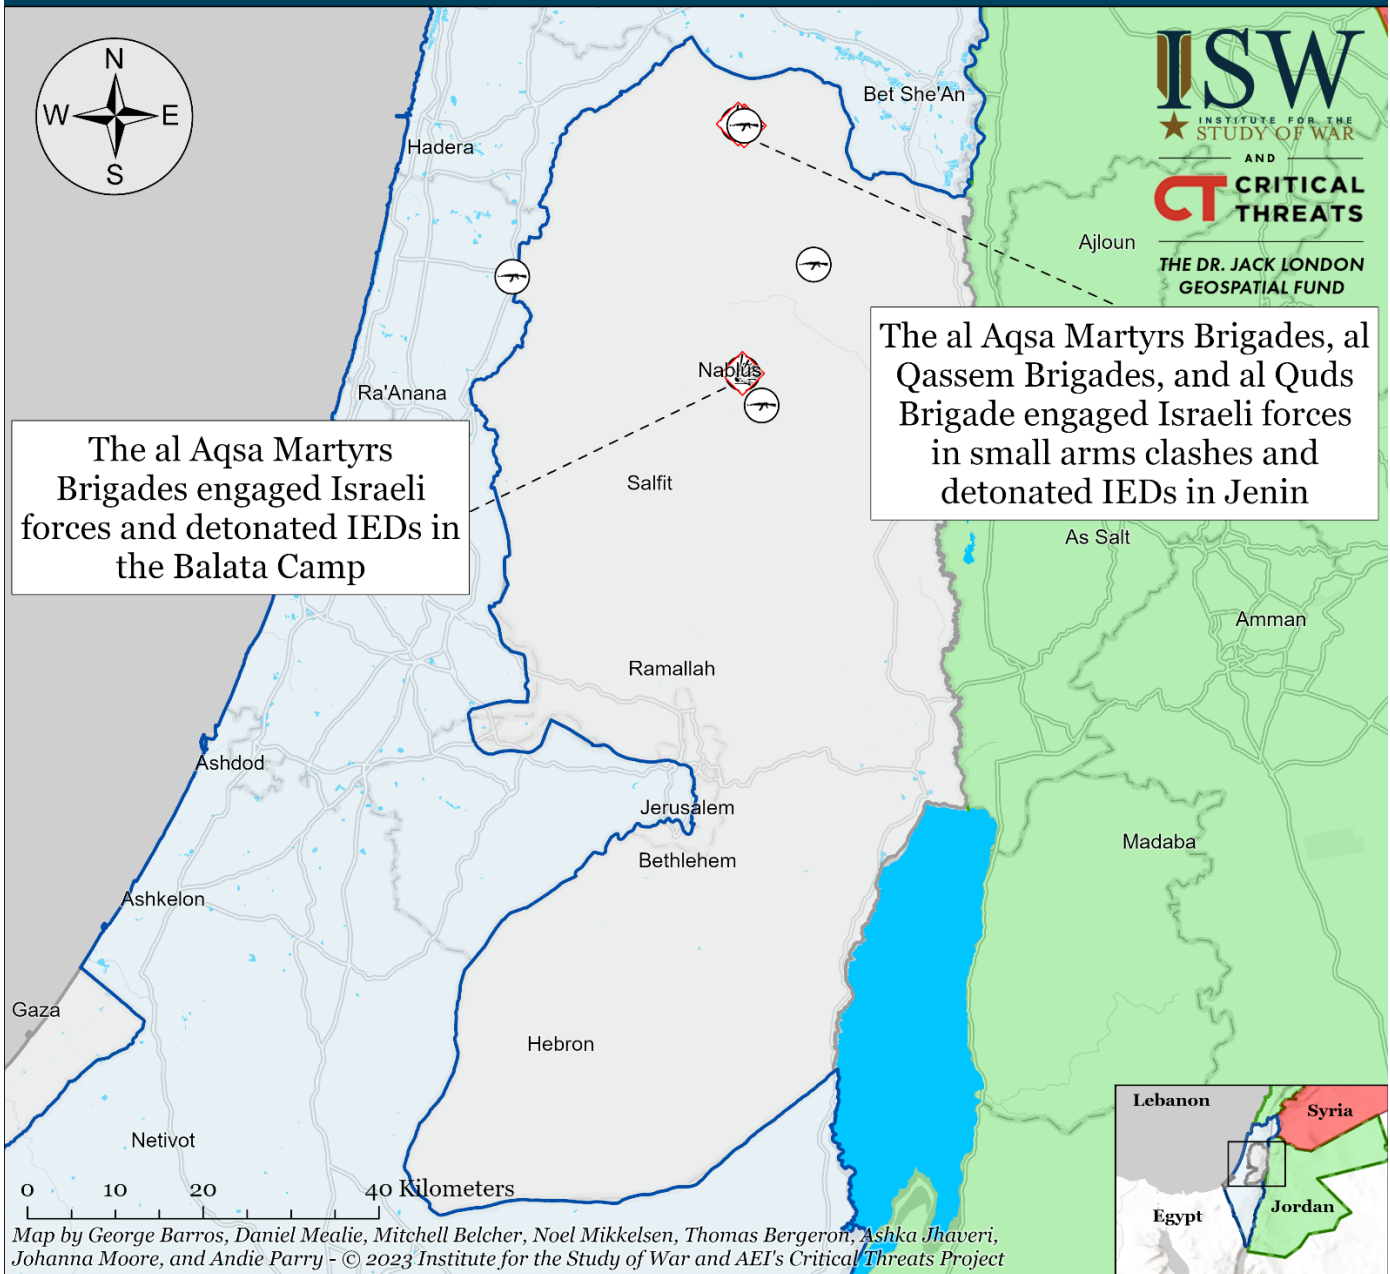 N
W
E
S
ISW
INSTITUTE FOR THE
STUDY OF WAR
AND
CT CRITICAL
THREATS
THE DR. JACK LONDON
GEOSPATIAL FUND
Bet She'An
Hadera
Ajloun
The al Aqsa Martyrs Brigades, al
Qassem Brigades, and al Quds
Brigade engaged Israeli forces
in small arms clashes and
detonated IEDs in Jenin
Nablus
Ra'Anana
The al Aqsa Martyrs
Brigades engaged Israeli
forces and detonated IEDs in
the Balata Camp
Salfit
As Salt
Amman
Ramallah
Ashdod
Jerusalem
Bethlehem
Madaba
Ashkelon
Gaza
Hebron
Netivot
Lebanon
Syria
Egypt
Jordan
0 10 20 40 Kilometers
Map by George Barros, Daniel Mealie, Mitchell Belcher, Noel Mikkelsen, Thomas Bergeron, Ashka Jhaveri,
Johanna Moore, and Andie Parry - © 2023 Institute for the Study of War and AEI's Critical Threats Project